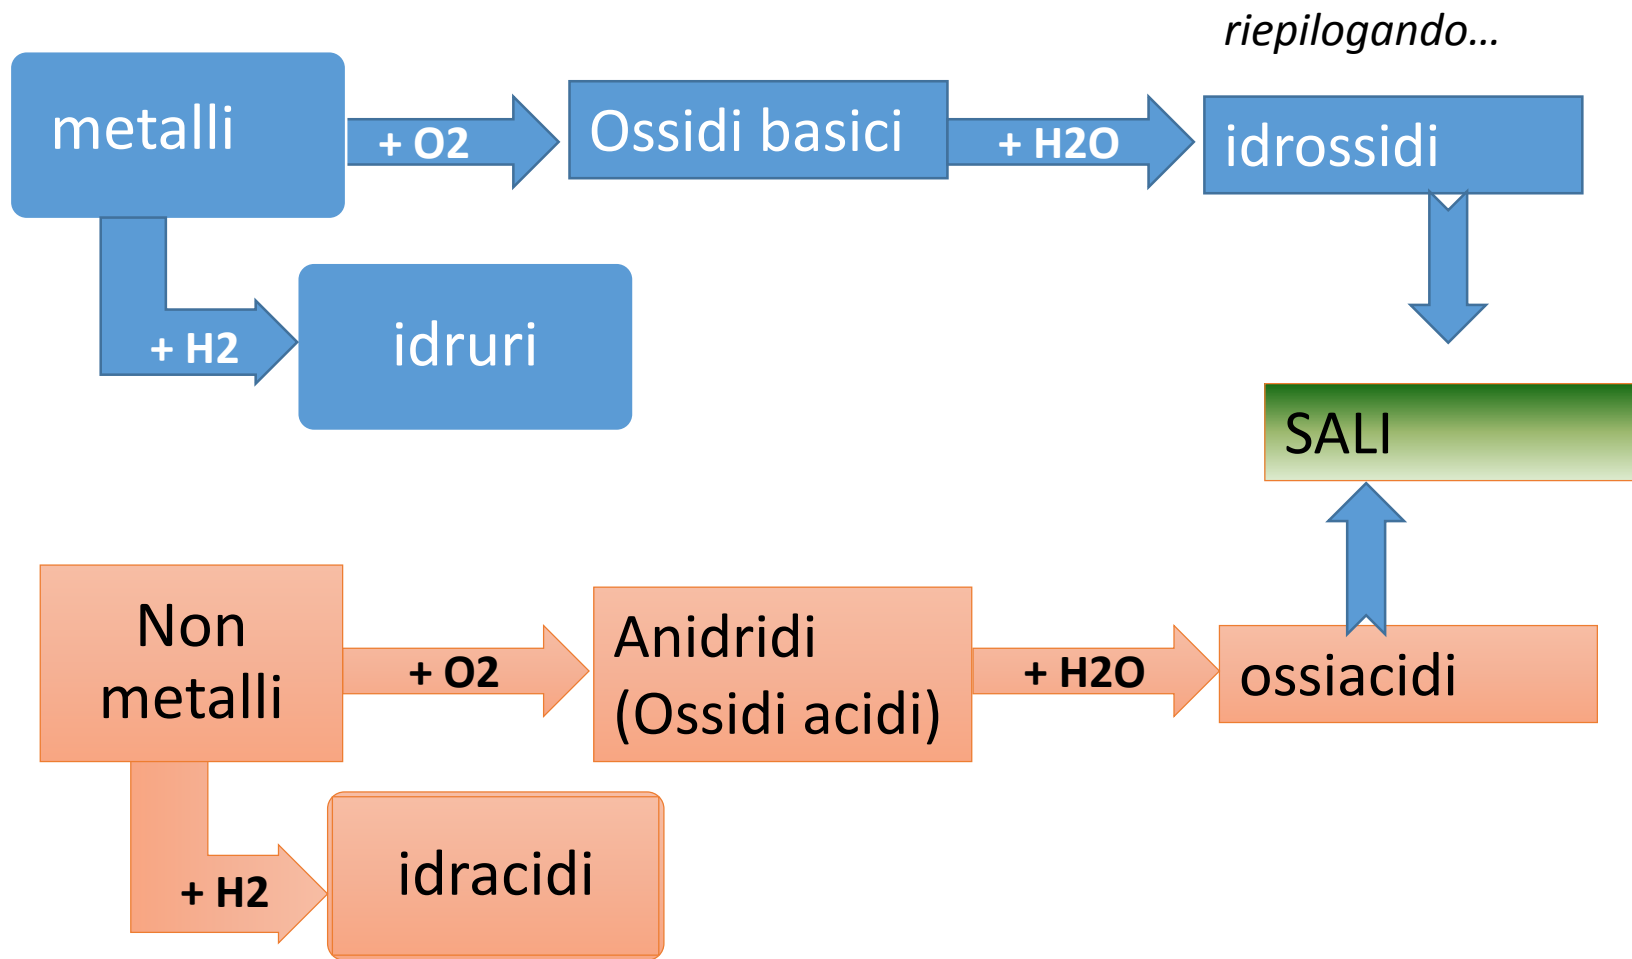 riepilogando...
metalli
+ O2
Ossidi basici
+ H2O
idrossidi
+ H2
idruri
SALI
Non
metalli
+ O2
Anidridi
(Ossidi acidi)
+ H2O
ossiacidi
+ H2
idracidi